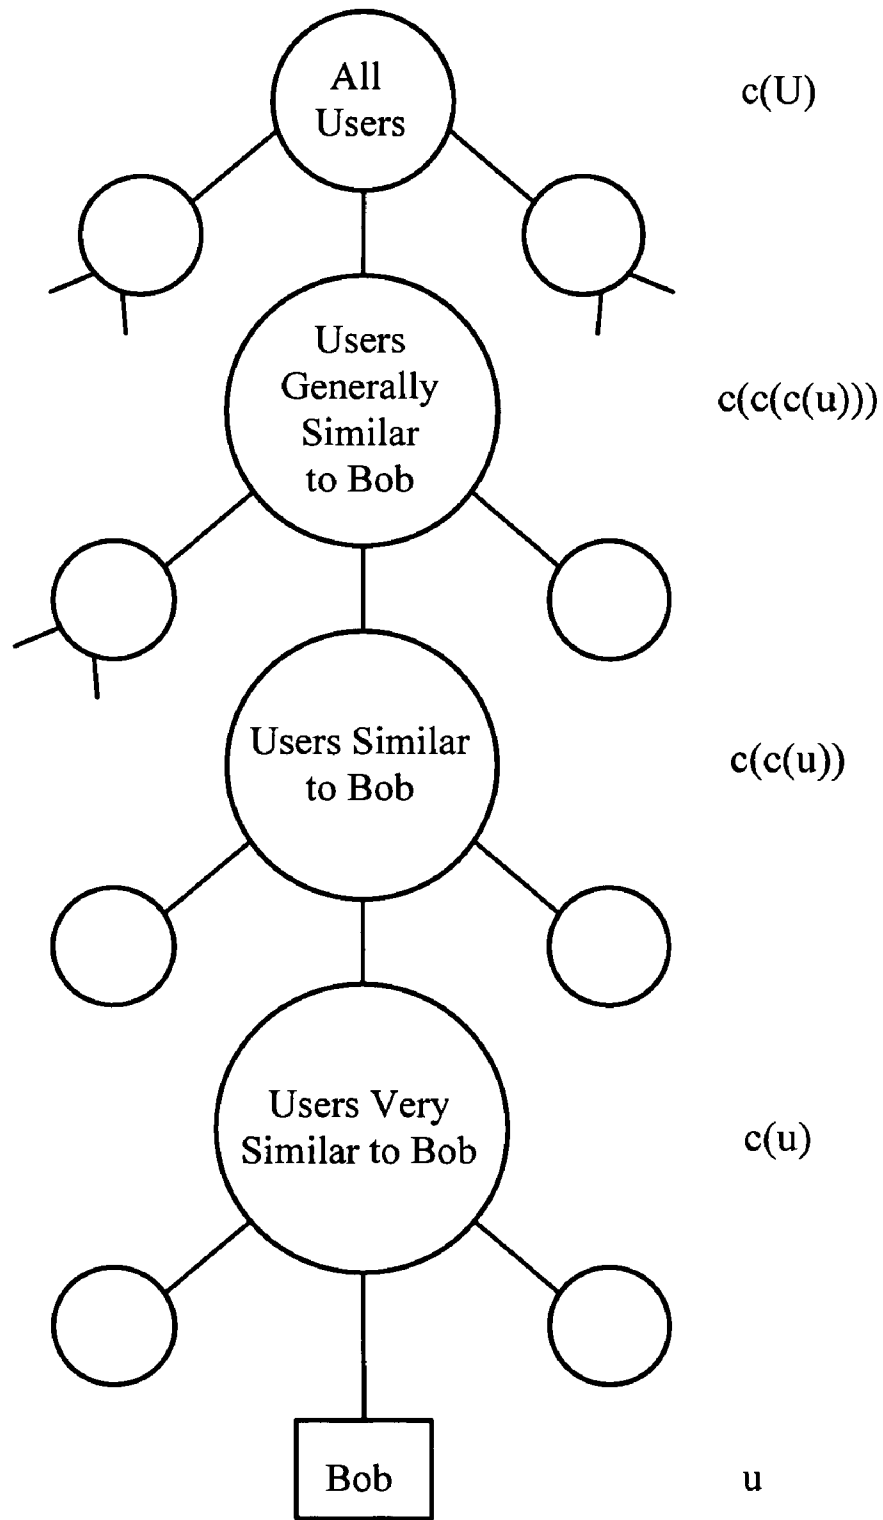 All
Users
c(U)
Users
Generally
Similar
to Bob
c(c(c(u)))
Users Similar
to Bob
c(c(u))
Users Very
Similar to Bob
c(u)
Bob
u